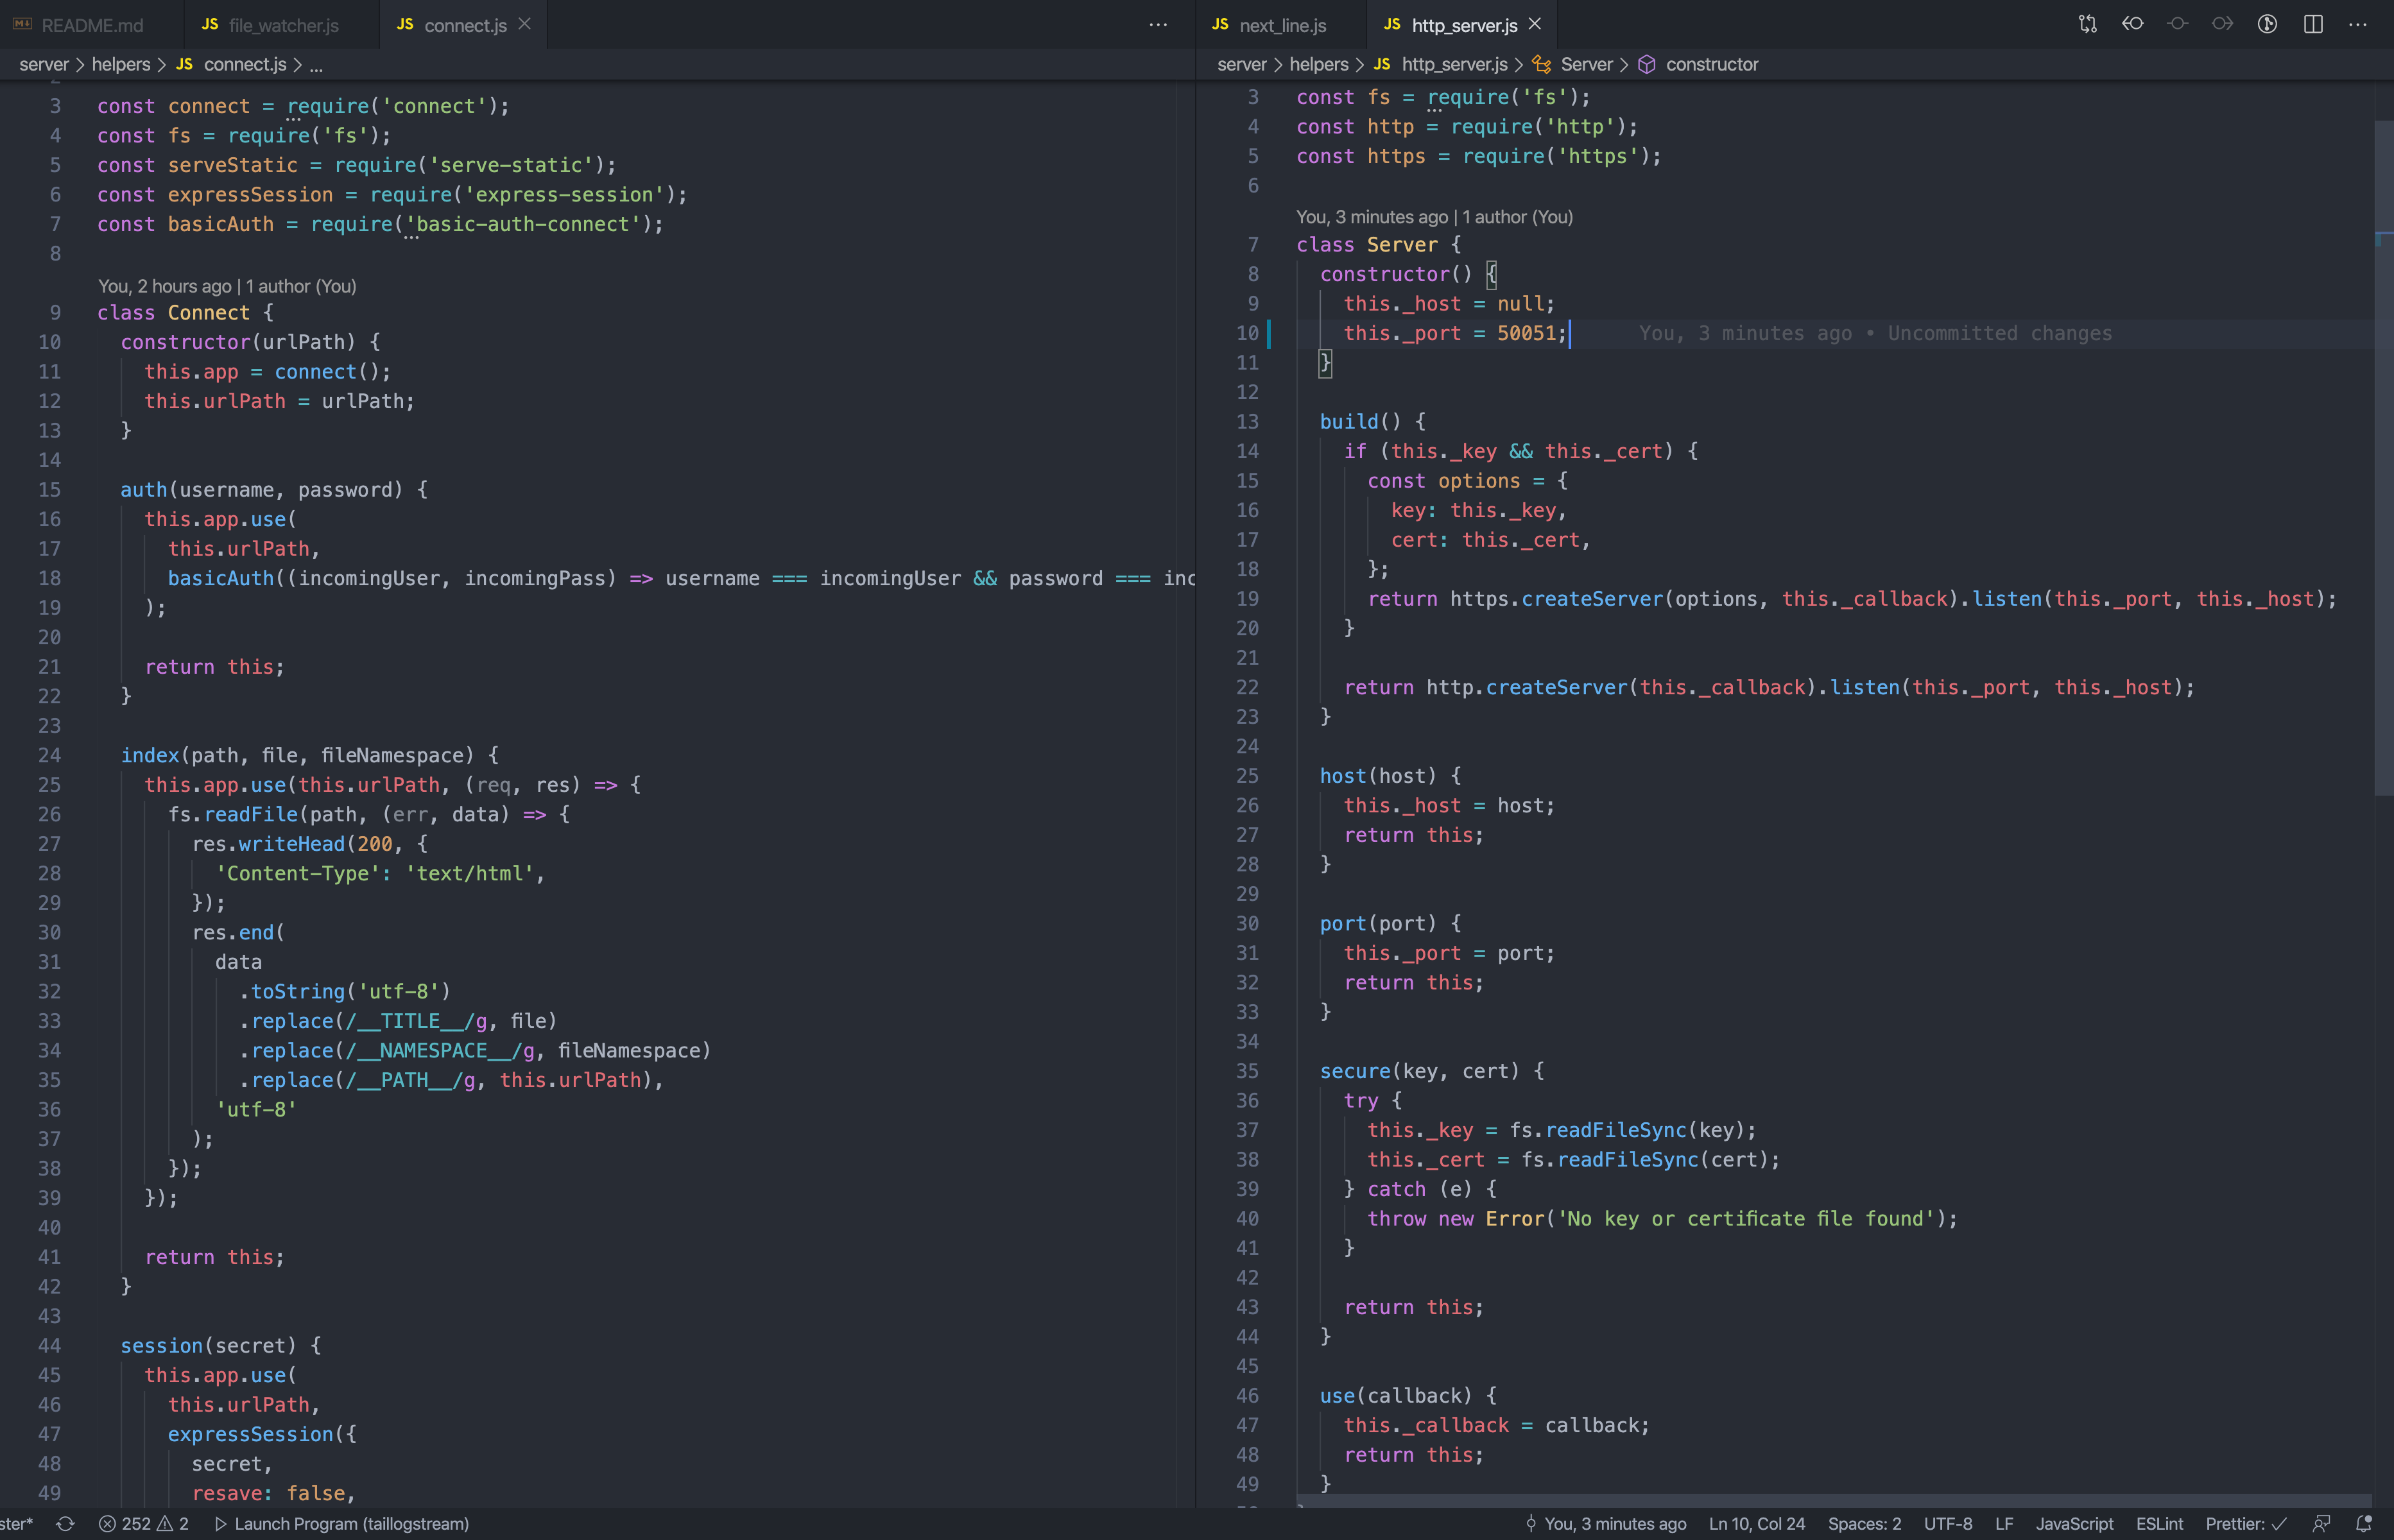 README.md
JS file_watcher.js
JS connect.js
server > helpers > JS connect.js > ...
3 const connect = require('connect');
4 const fs = require('fs');
5 const serveStatic = require('serve-static');
6 const expressSession = require('express-session');
7 const basicAuth = require('basic-auth-connect');
8
You, 2 hours ago | 1 author (You)
9 class Connect {
10 constructor(urlPath) {
11 this.app = connect();
12 this.urlPath = urlPath;
13 }
14
15 auth(username, password) {
16 this.app.use(
17 this.urlPath,
18 basicAuth((incomingUser, incomingPass) => username === incomingUser && password === inc
19 );
20
21 return this;
22 }
23
24 index(path, file, fileNamespace) {
25 this.app.use(this.urlPath, (req, res) => {
26 fs.readFile(path, (err, data) => {
27 res.writeHead(200, {
28 'Content-Type': 'text/html',
29 });
30 res.end(
31 data
32 .toString('utf-8')
33 .replace(/__TITLE__/g, file)
34 .replace(/__NAMESPACE__/g, fileNamespace)
35 .replace(/__PATH__/g, this.urlPath),
36 'utf-8'
37 );
38 });
39 });
40
41 return this;
42 }
43
44 session(secret) {
45 this.app.use(
46 this.urlPath,
47 expressSession({
48 secret,
49 resave: false,
JS next_line.js
JS http_server.js
server > helpers > JS http_server.js > Server > constructor
3 const fs = require('fs');
4 const http = require('http');
5 const https = require('https');
6
You, 3 minutes ago | 1 author (You)
7 class Server {
8 constructor() {
9 this._host = null;
10 this._port = 50051; You, 3 minutes ago • Uncommitted changes
11 }
12
13 build() {
14 if (this._key && this._cert) {
15 const options = {
16 key: this._key,
17 cert: this._cert,
18 };
19 return https.createServer(options, this._callback).listen(this._port, this._host);
20 }
21
22 return http.createServer(this._callback).listen(this._port, this._host);
23 }
24
25 host(host) {
26 this._host = host;
27 return this;
28 }
29
30 port(port) {
31 this._port = port;
32 return this;
33 }
34
35 secure(key, cert) {
36 try {
37 this._key = fs.readFileSync(key);
38 this._cert = fs.readFileSync(cert);
39 } catch (e) {
40 throw new Error('No key or certificate file found');
41 }
42
43 return this;
44 }
45
46 use(callback) {
47 this._callback = callback;
48 return this;
49 }
ster* 252 2 Launch Program (taillogstream) You, 3 minutes ago Ln 10, Col 24 Spaces: 2 UTF-8 LF JavaScript ESLint Prettier: ✓